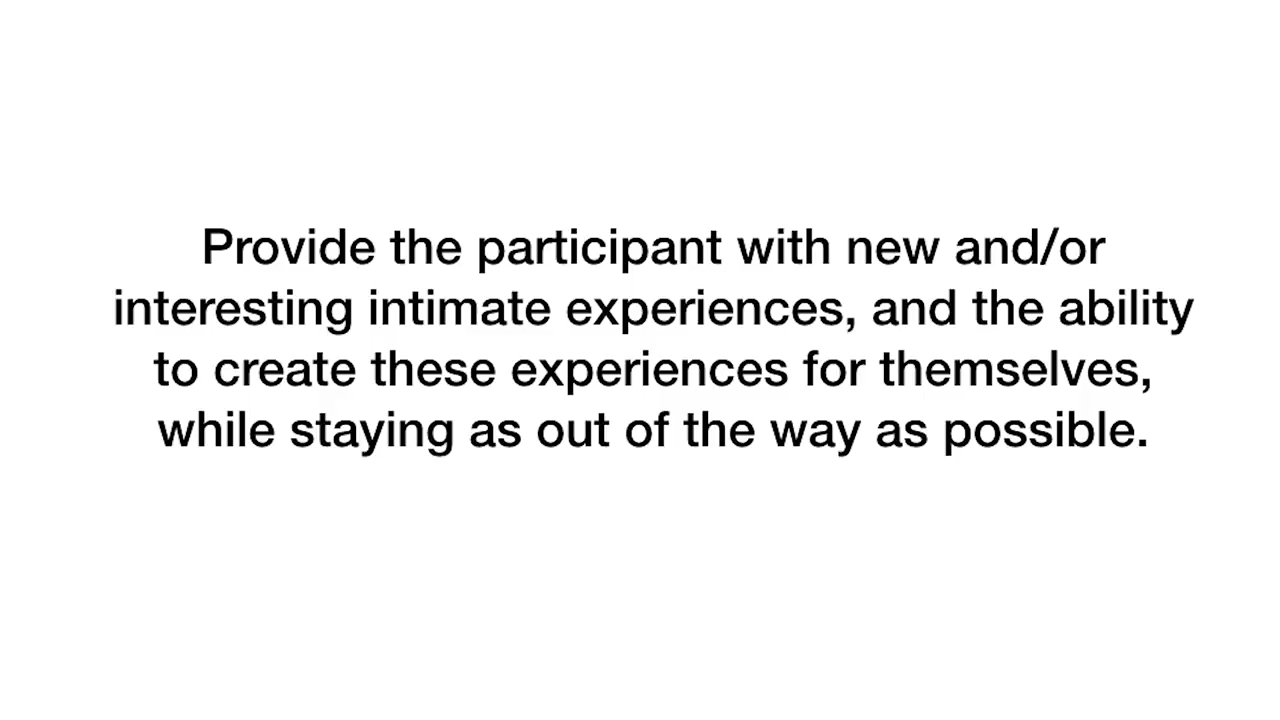 Provide the participant with new and/or
interesting intimate experiences, and the ability
to create these experiences for themselves,
while staying as out of the way as possible.